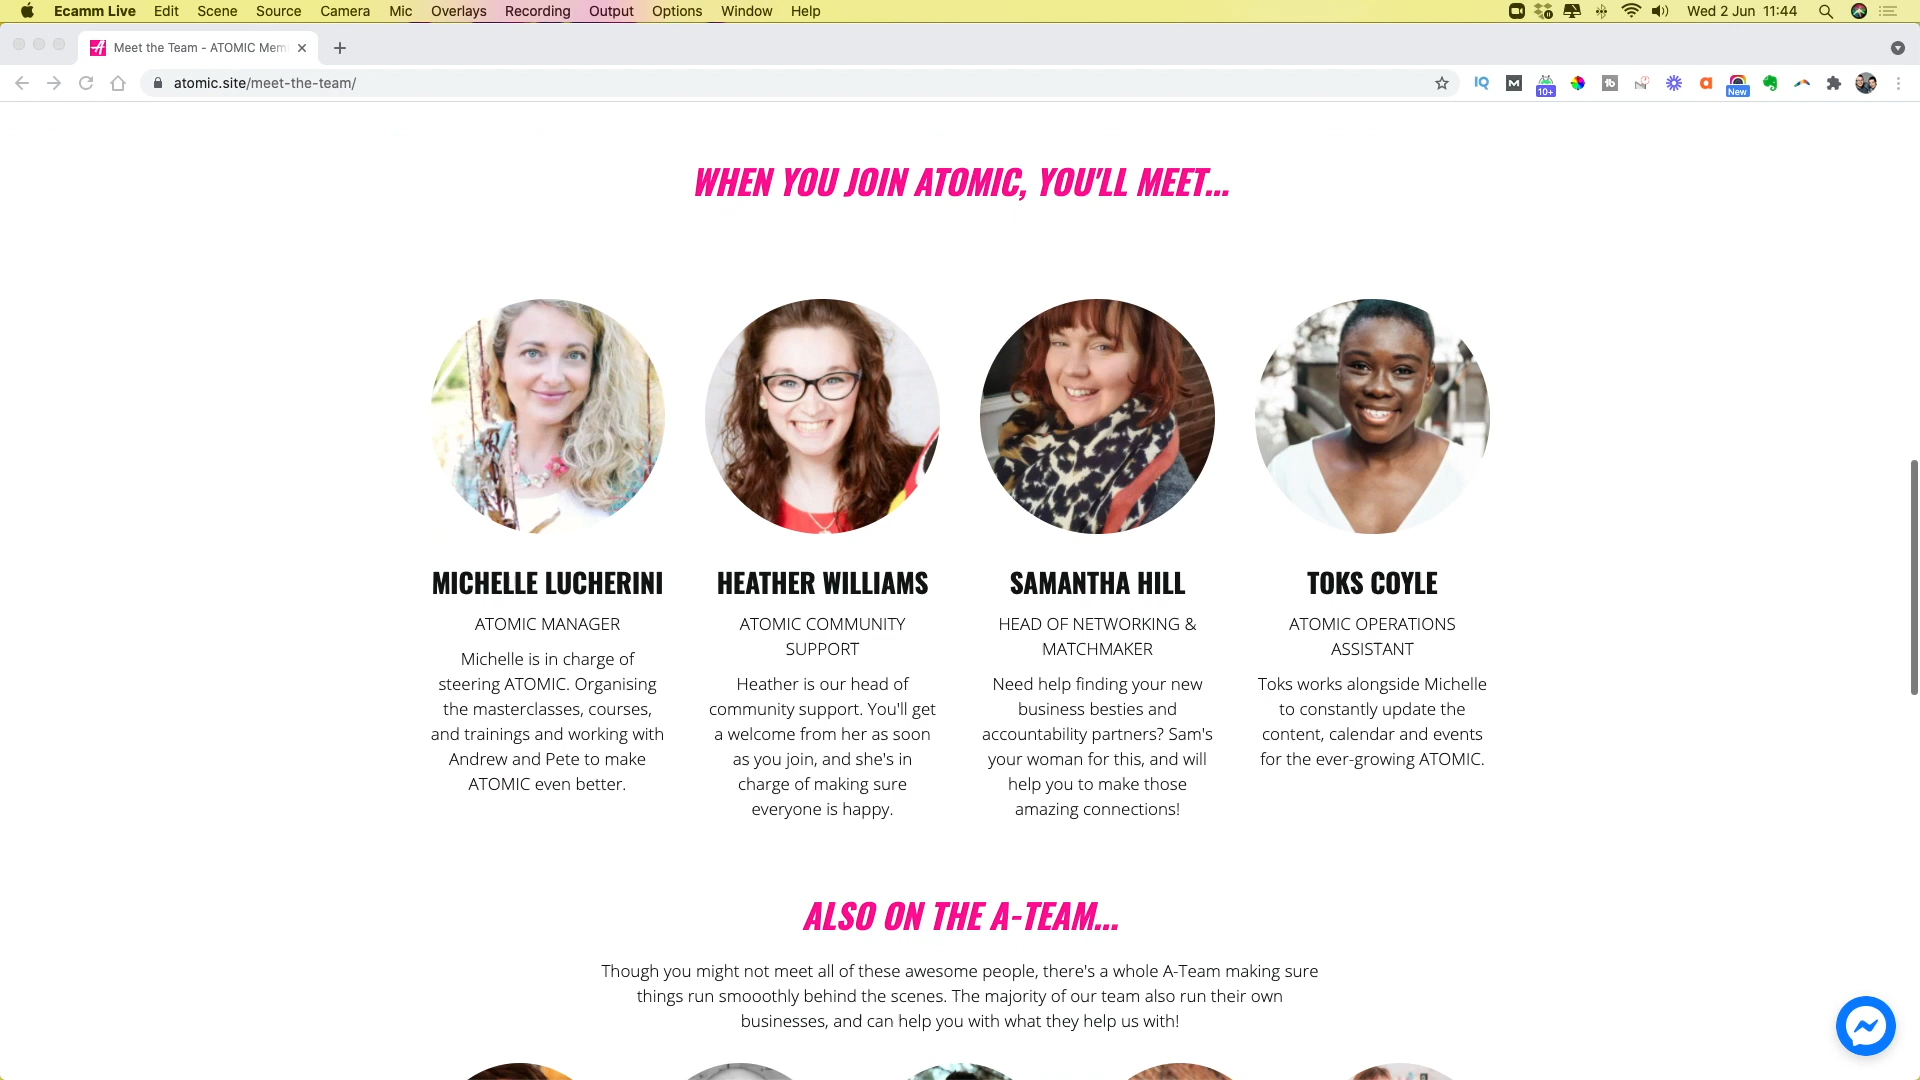 Ecamm Live Edit Scene Source Camera Mic Overlays Recording Output Options Window Help Wed 2 Jun 11:44
Meet the Team - ATOMIC Mem
atomic.site/meet-the-team/
IQ M 10+ tb a New
WHEN YOU JOIN ATOMIC, YOU'LL MEET...
MICHELLE LUCHERINI
ATOMIC MANAGER
Michelle is in charge of
steering ATOMIC. Organising
the masterclasses, courses,
and trainings and working with
Andrew and Pete to make
ATOMIC even better.
HEATHER WILLIAMS
ATOMIC COMMUNITY
SUPPORT
Heather is our head of
community support. You'll get
a welcome from her as soon
as you join, and she's in
charge of making sure
everyone is happy.
SAMANTHA HILL
HEAD OF NETWORKING &
MATCHMAKER
Need help finding your new
business besties and
accountability partners? Sam's
your woman for this, and will
help you to make those
amazing connections!
TOKS COYLE
ATOMIC OPERATIONS
ASSISTANT
Toks works alongside Michelle
to constantly update the
content, calendar and events
for the ever-growing ATOMIC.
ALSO ON THE A-TEAM...
Though you might not meet all of these awesome people, there's a whole A-Team making sure
things run smooothly behind the scenes. The majority of our team also run their own
businesses, and can help you with what they help us with!